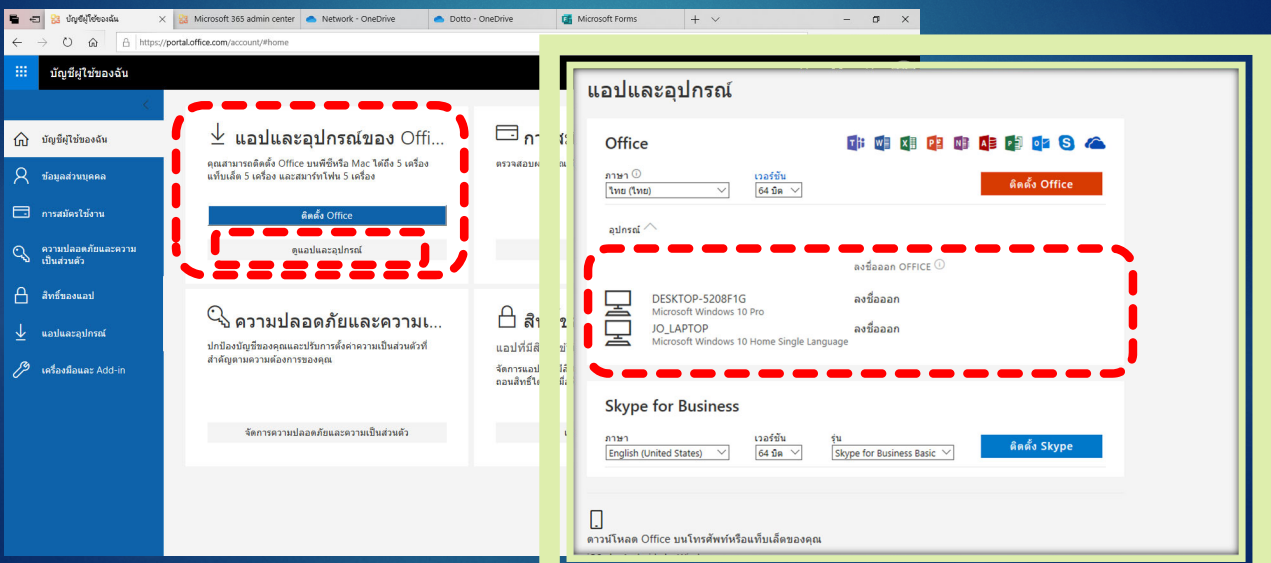 บัญชีผู้ใช้ของฉัน
Microsoft 365 admin center
Network - OneDrive
Dotto - OneDrive
Microsoft Forms
https://portal.office.com/account/#home
บัญชีผู้ใช้ของฉัน
บัญชีผู้ใช้ของฉัน
ข้อมูลส่วนบุคคล
การสมัครใช้งาน
ความปลอดภัยและความ
เป็นส่วนตัว
สิทธิ์ของแอป
แอปและอุปกรณ์
เครื่องมือและ Add-in
แอปและอุปกรณ์ของ Offi...
คุณสามารถติดตั้ง Office บนพีซีหรือ Mac ได้ถึง 5 เครื่อง
แท็บเล็ต 5 เครื่อง และสมาร์ทโฟน 5 เครื่อง
ติดตั้ง Office
ดูแอปและอุปกรณ์
ความปลอดภัยและความเ...
ปกป้องบัญชีของคุณและปรับการตั้งค่าความเป็นส่วนตัวที่
สำคัญตามความต้องการของคุณ
จัดการความปลอดภัยและความเป็นส่วนตัว
แอปและอุปกรณ์
Office
ภาษา
เวอร์ชัน
ไทย (ไทย)
64 บิต
ติดตั้ง Office
อุปกรณ์
ลงชื่อออก OFFICE
DESKTOP-5208F1G
ลงชื่อออก
Microsoft Windows 10 Pro
JO_LAPTOP
ลงชื่อออก
Microsoft Windows 10 Home Single Language
Skype for Business
ภาษา
เวอร์ชัน
รุ่น
English (United States)
64 บิต
Skype for Business Basic
ติดตั้ง Skype
ดาวน์โหลด Office บนโทรศัพท์หรือแท็บเล็ตของคุณ